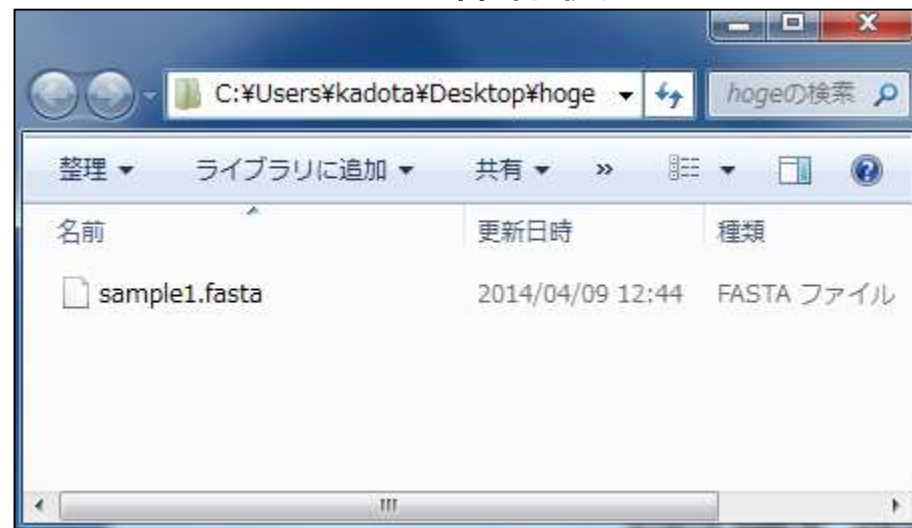 C:¥Users¥kadota¥Desktop¥hoge
hogeの検索
整理 ライブラリに追加 共有 »
名前 更新日時 種類
sample1.fasta 2014/04/09 12:44 FASTA ファイル